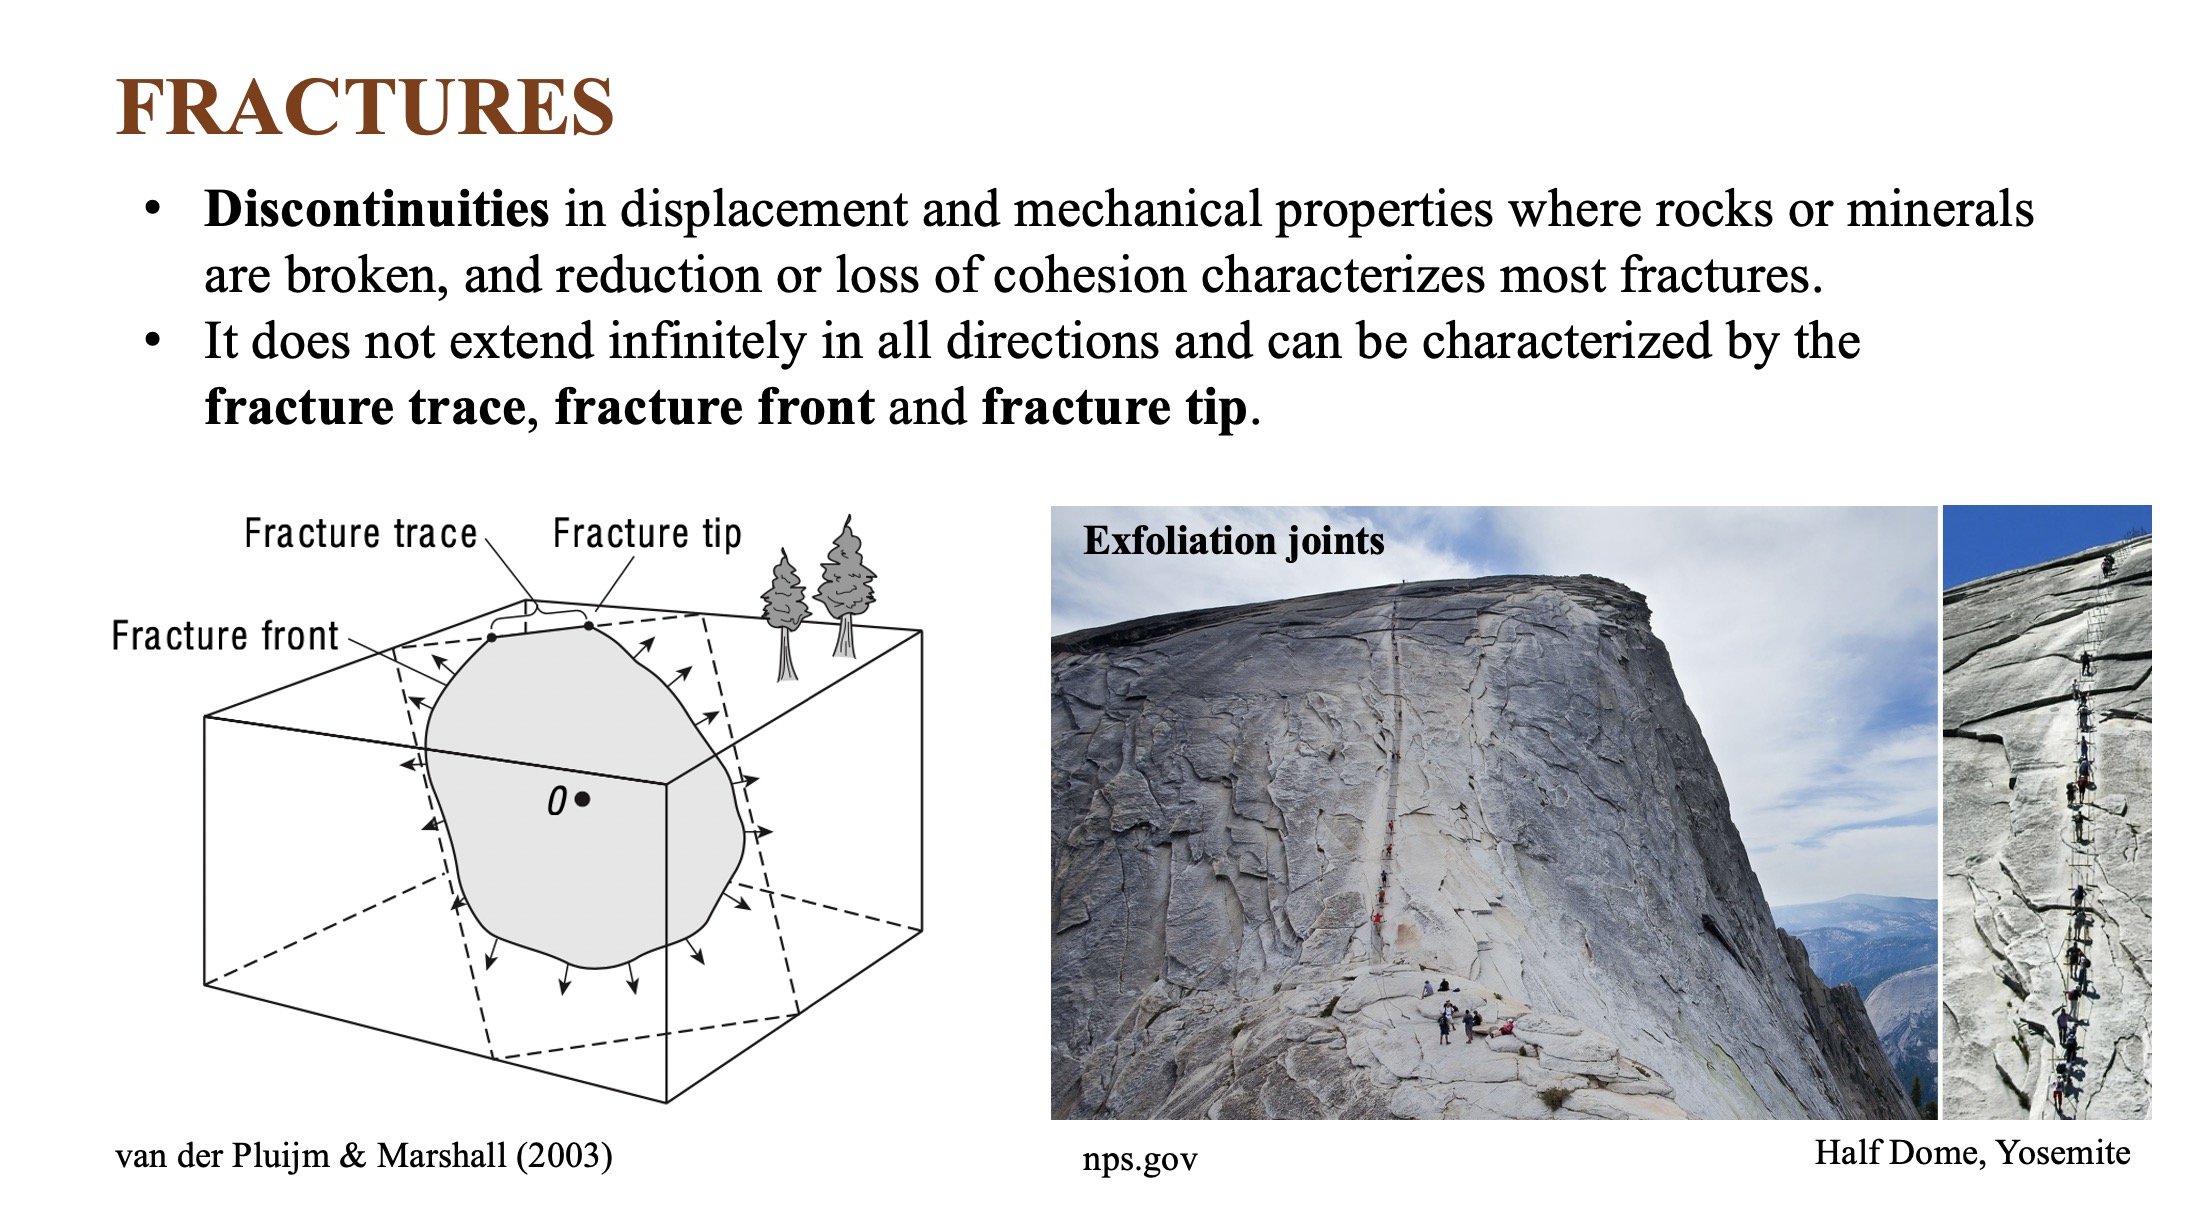 FRACTURES
• Discontinuities in displacement and mechanical properties where rocks or minerals
are broken, and reduction or loss of cohesion characterizes most fractures.
• It does not extend infinitely in all directions and can be characterized by the
fracture trace, fracture front and fracture tip.
Fracture trace
Fracture tip
Fracture front
O
Exfoliation joints
van der Pluijm & Marshall (2003)
nps.gov
Half Dome, Yosemite